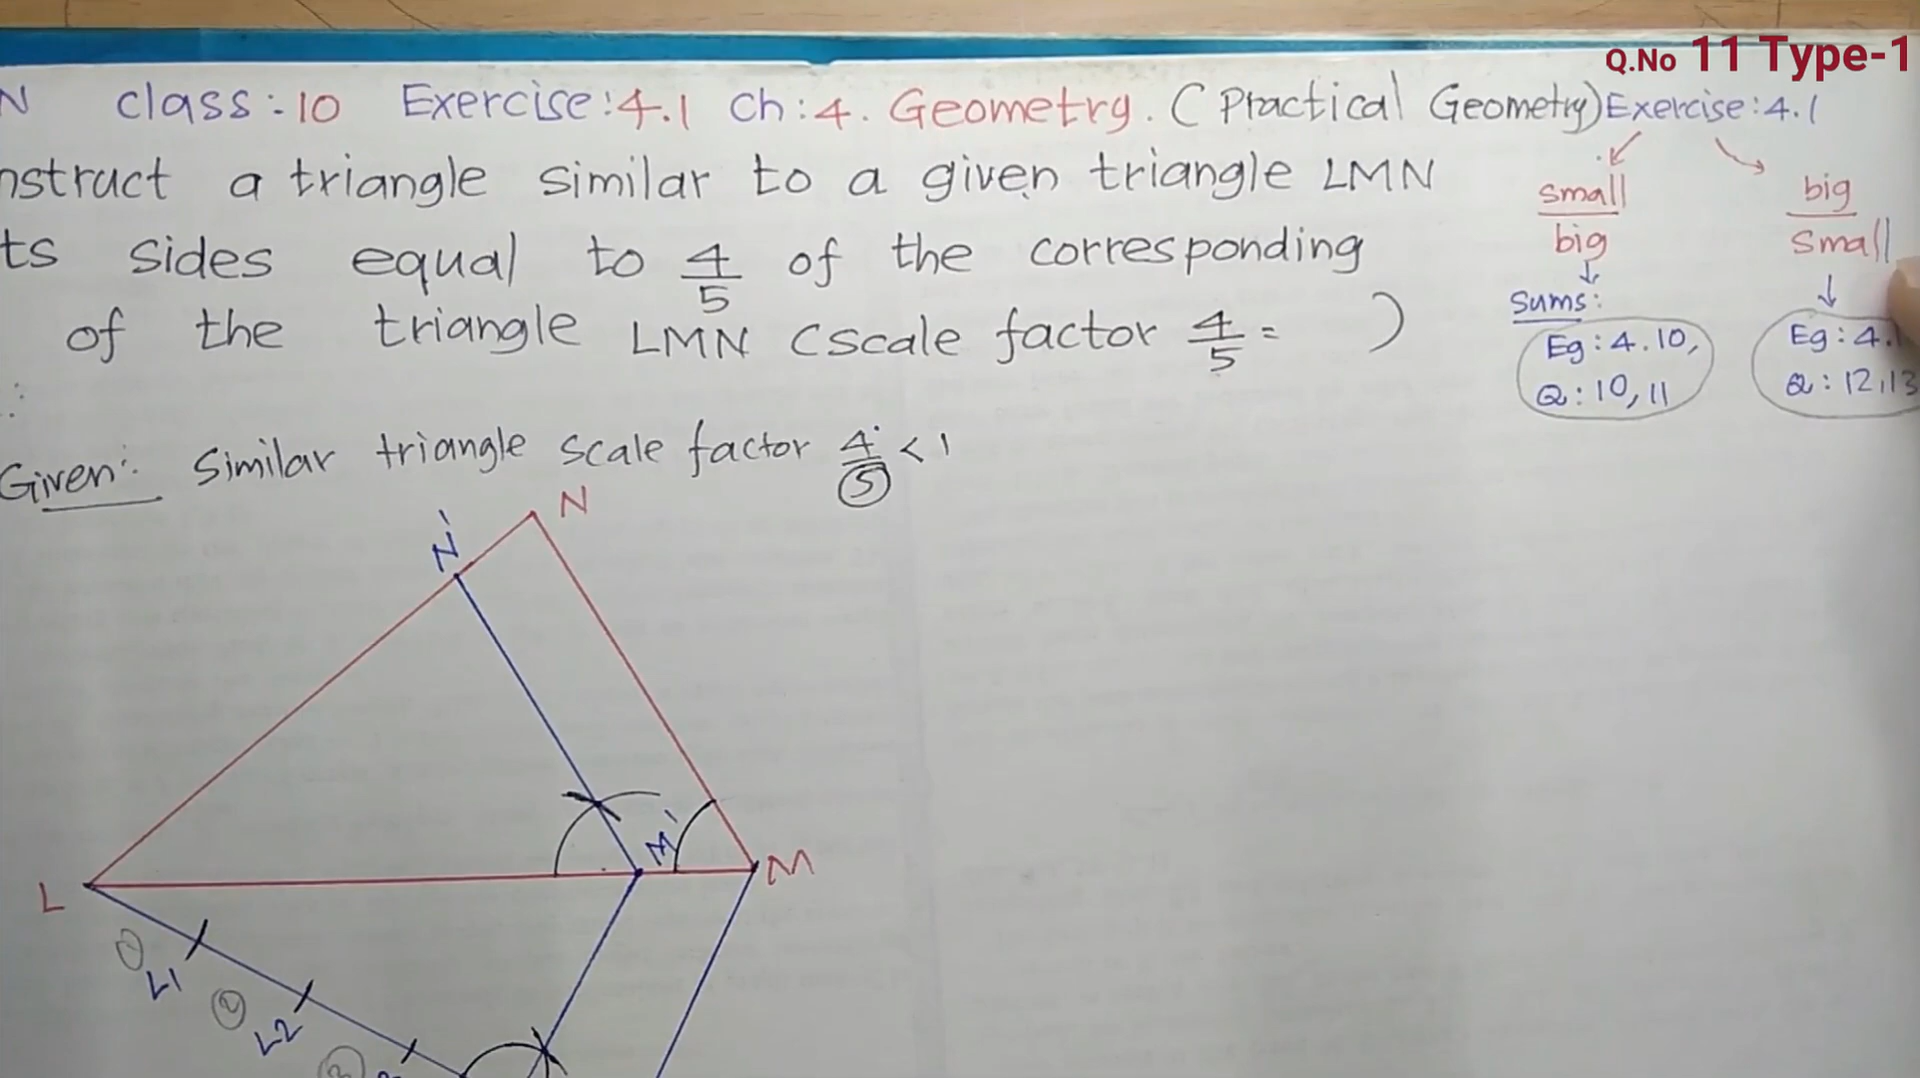 Q.No 11 Type-1
N class:10 Exercise:4.1 Ch:4. Geometry. (Practical Geometry) Exercise:4.1
nstruct a triangle similar to a given triangle LMN
ts sides equal to 4/5 of the corresponding
of the triangle LMN (scale factor 4/5 = )
small
big
Sums:
Eg: 4.10,
Q: 10, 11
big
small
Eg: 4.
Q: 12,13
Given: Similar triangle scale factor 4/5 < 1
N
N'
M'
M
L
1
L1
2
L2
3